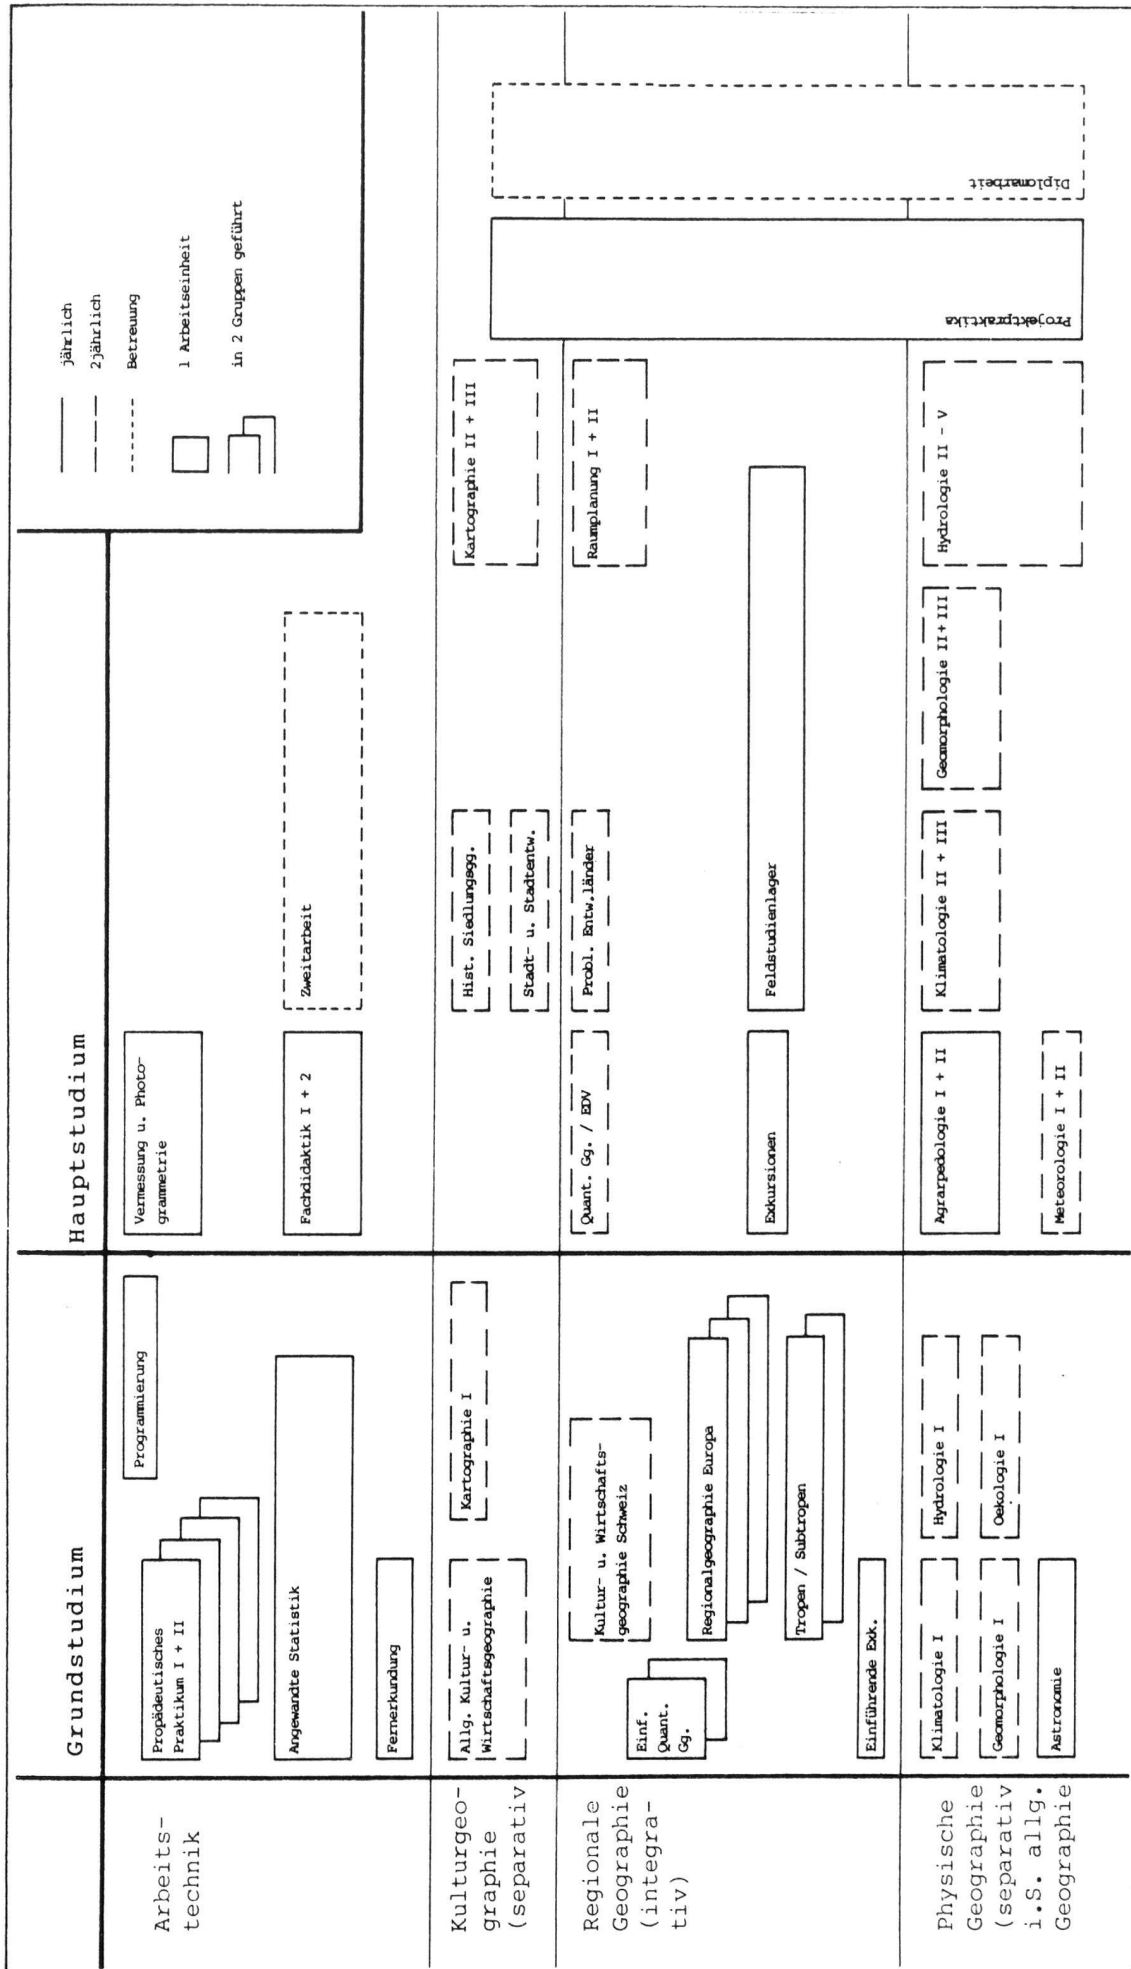 Grundstudium
Hauptstudium
jährlich
2jährlich
Betreuung
1 Arbeitseinheit
in 2 Gruppen geführt
Arbeits-
technik
Propädeutisches
Praktikum I + II
Programmierung
Angewandte Statistik
Fernerkundung
Vermessung u. Photo-
grammetrie
Fachdidaktik I + 2
Zweitarbeit
Kulturgeo-
graphie
(separativ)
Allg. Kultur- u.
Wirtschaftsgeographie
Kartographie I
Hist. Siedlungsgg.
Stadt- u. Stadtentw.
Kartographie II + III
Regionale
Geographie
(integra-
tiv)
Einf.
Quant.
Gg.
Kultur- u. Wirtschafts-
geographie Schweiz
Regionalgeographie Europa
Tropen / Subtropen
Einführende Exk.
Quant. Gg. / EDV
Probl. Entw.länder
Raumplanung I + II
Exkursionen
Feldstudienlager
Physische
Geographie
(separativ
i.S. allg.
Geographie
Klimatologie I
Hydrologie I
Geomorphologie I
Oekologie I
Astronomie
Agrarpedologie I + II
Meteorologie I + II
Klimatologie II + III
Geomorphologie II+III
Hydrologie II - V
Projektpraktika
Diplomarbeit